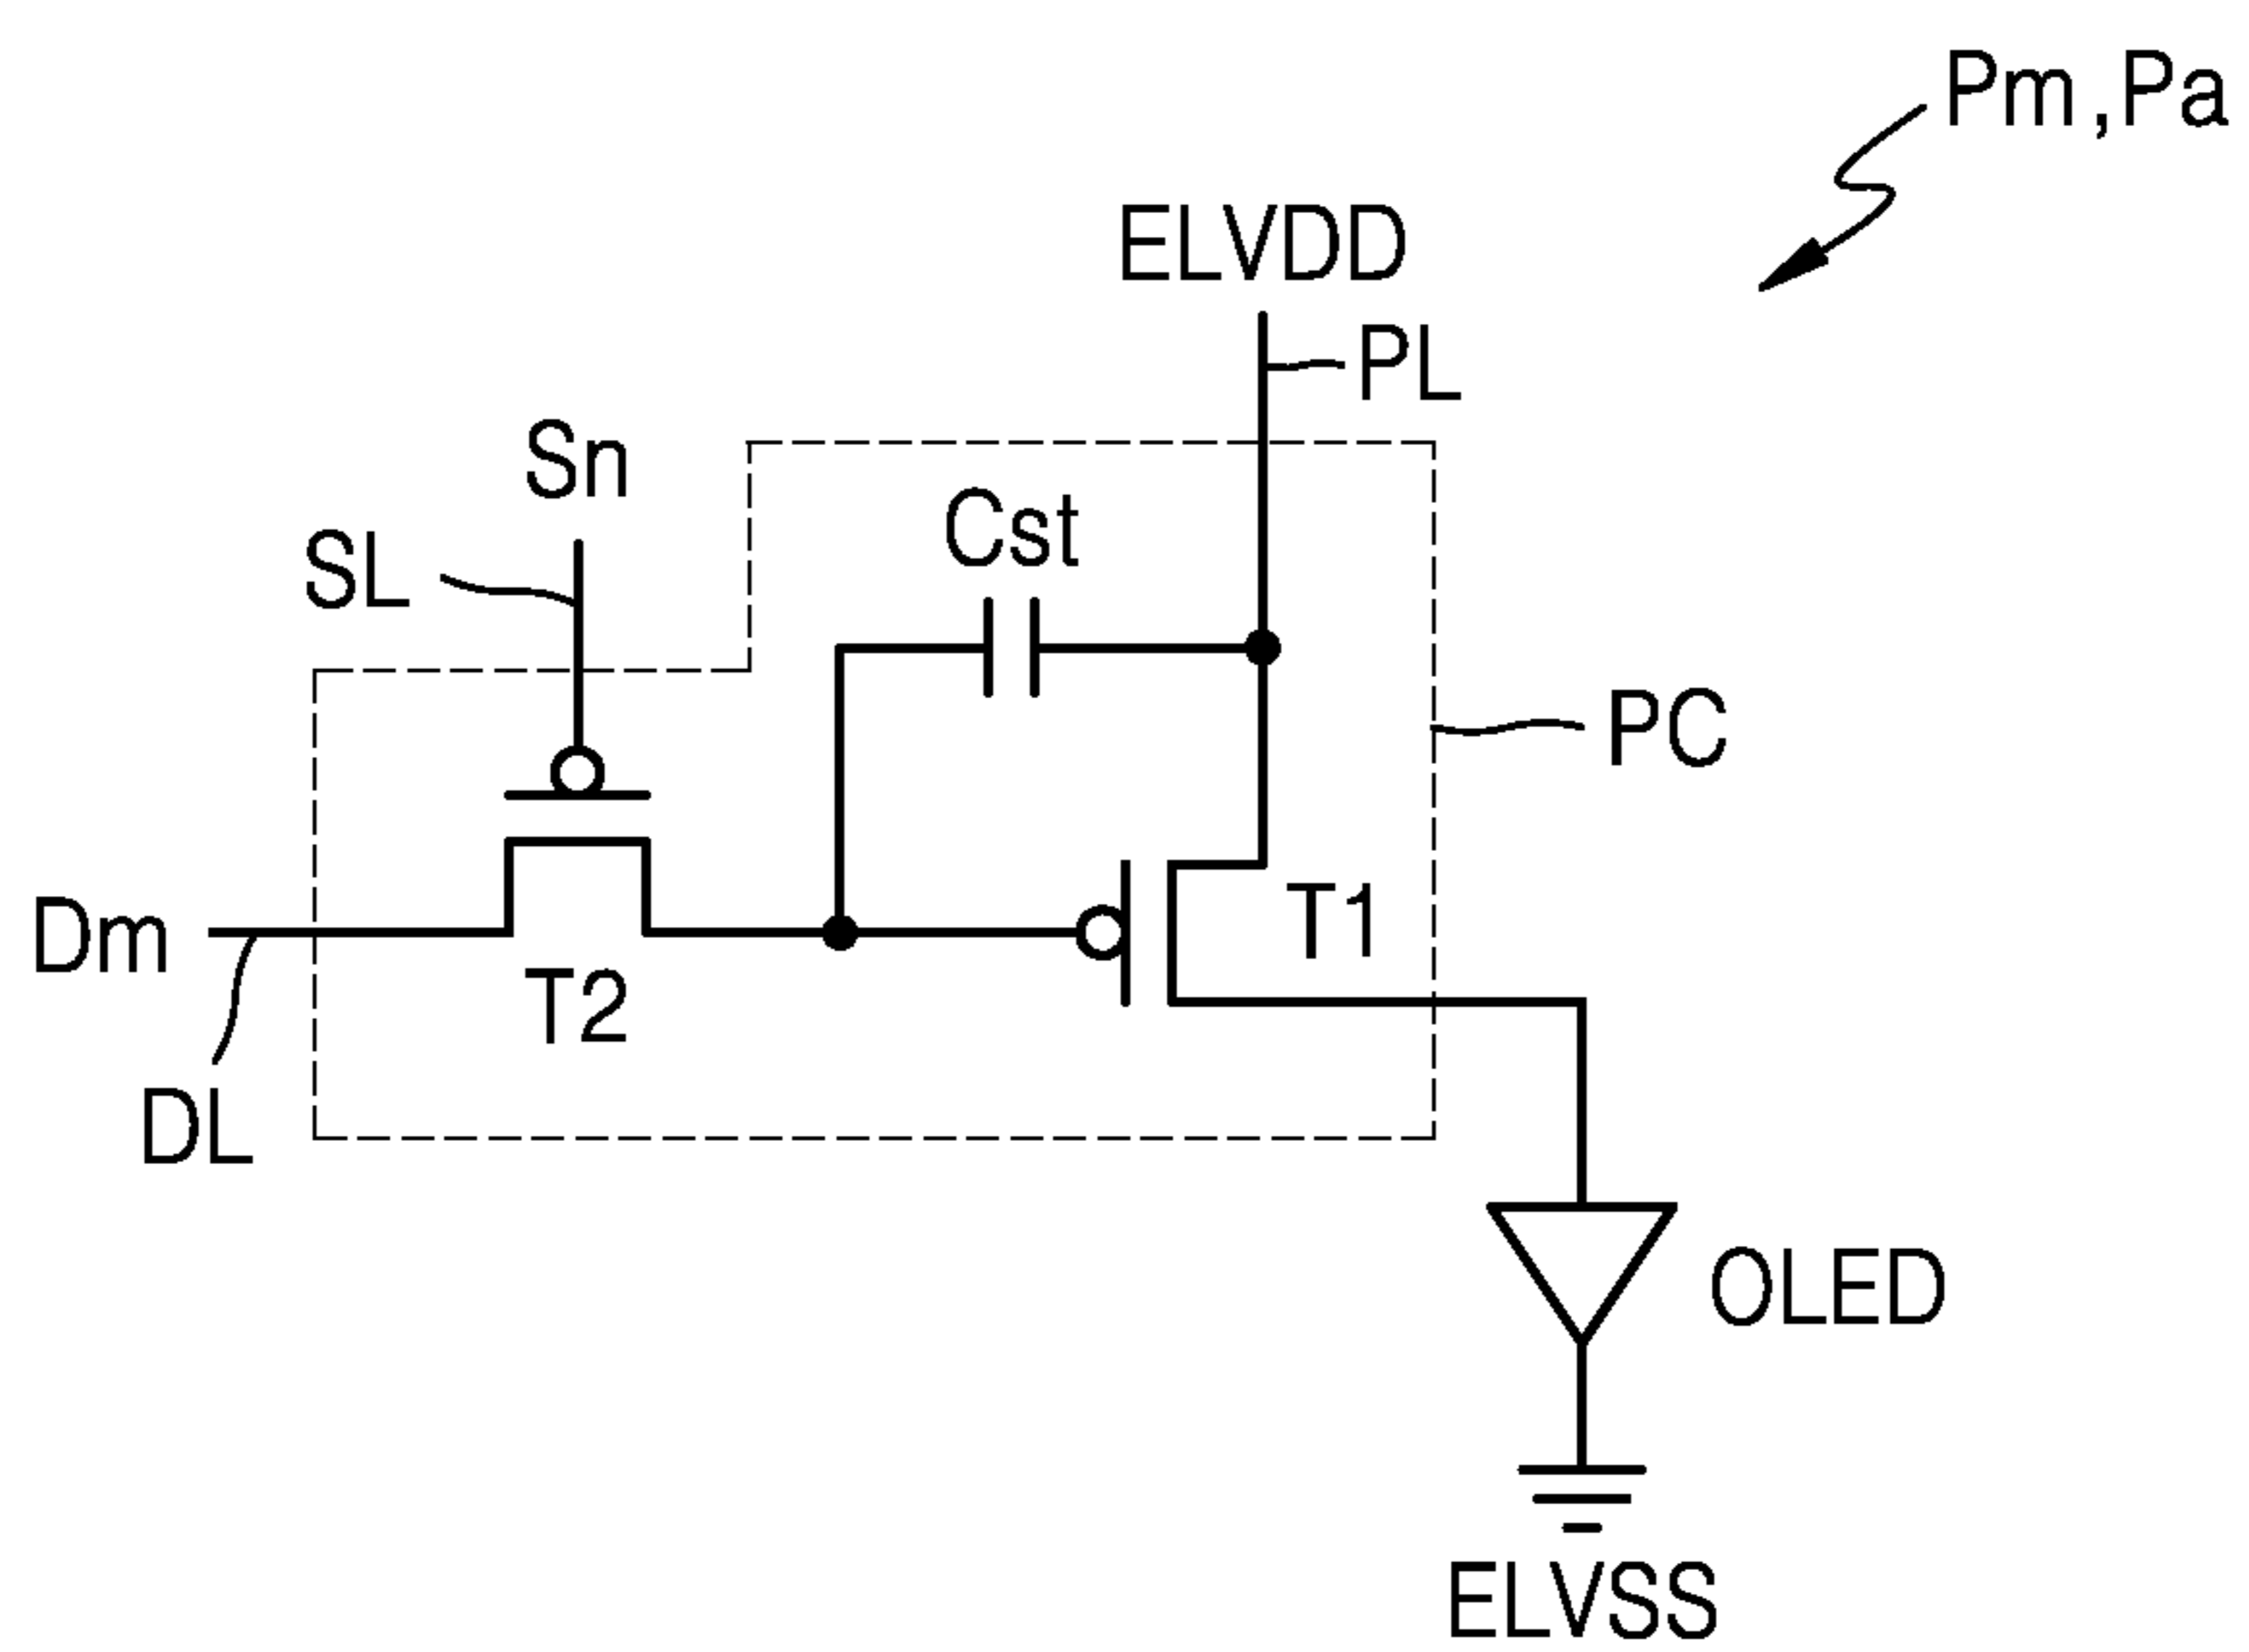 Pm,Pa
ELVDD
PL
Sn
Cst
SL
PC
T1
Dm
T2
DL
OLED
ELVSS